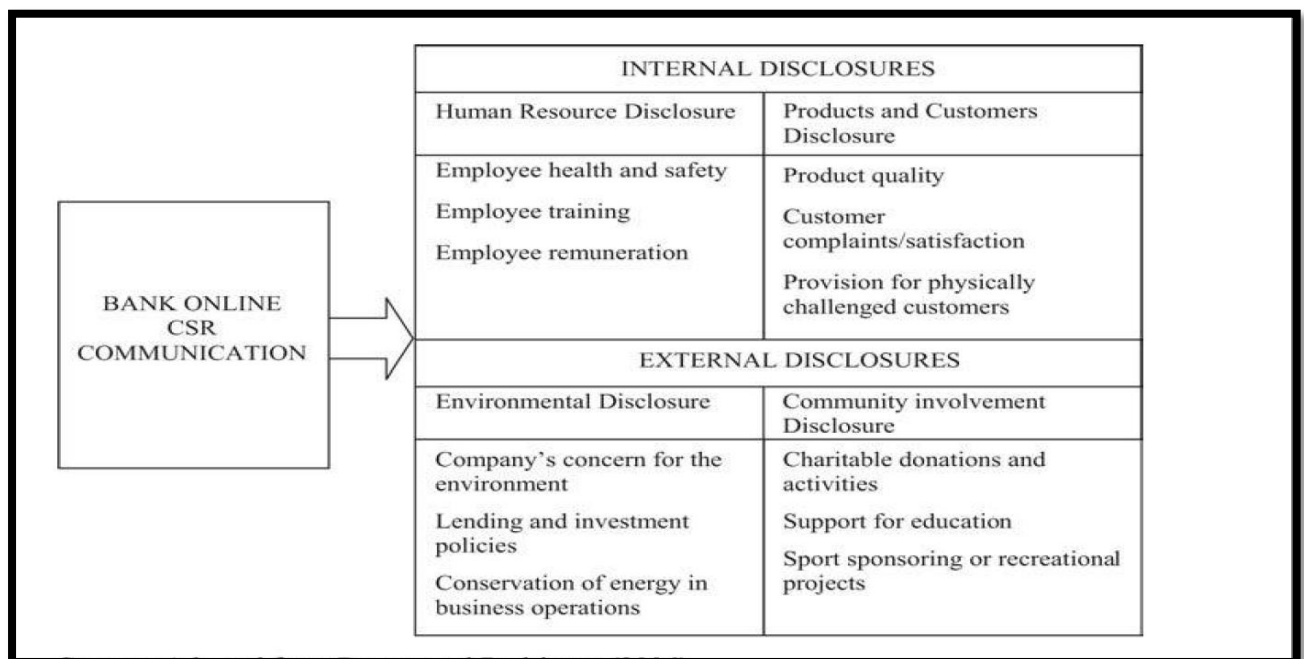 INTERNAL DISCLOSURES
Human Resource Disclosure
Products and Customers
Disclosure
Employee health and safety
Employee training
Employee remuneration
Product quality
Customer
complaints/satisfaction
Provision for physically
challenged customers
BANK ONLINE
CSR
COMMUNICATION
EXTERNAL DISCLOSURES
Environmental Disclosure
Community involvement
Disclosure
Company's concern for the
environment
Lending and investment
policies
Conservation of energy in
business operations
Charitable donations and
activities
Support for education
Sport sponsoring or recreational
projects